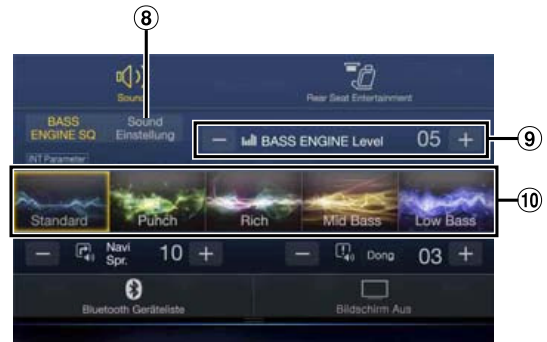 8
Sound
Rear Seat Entertainment
BASS
ENGINE SQ
Sound
Einstellung
INT Parameter
BASS ENGINE Level
05
9
Standard
Punch
Rich
Mid Bass
Low Bass
10
Navi
Spr.
10
Dong
03
Bluetooth Geräteliste
Bildschirm Aus